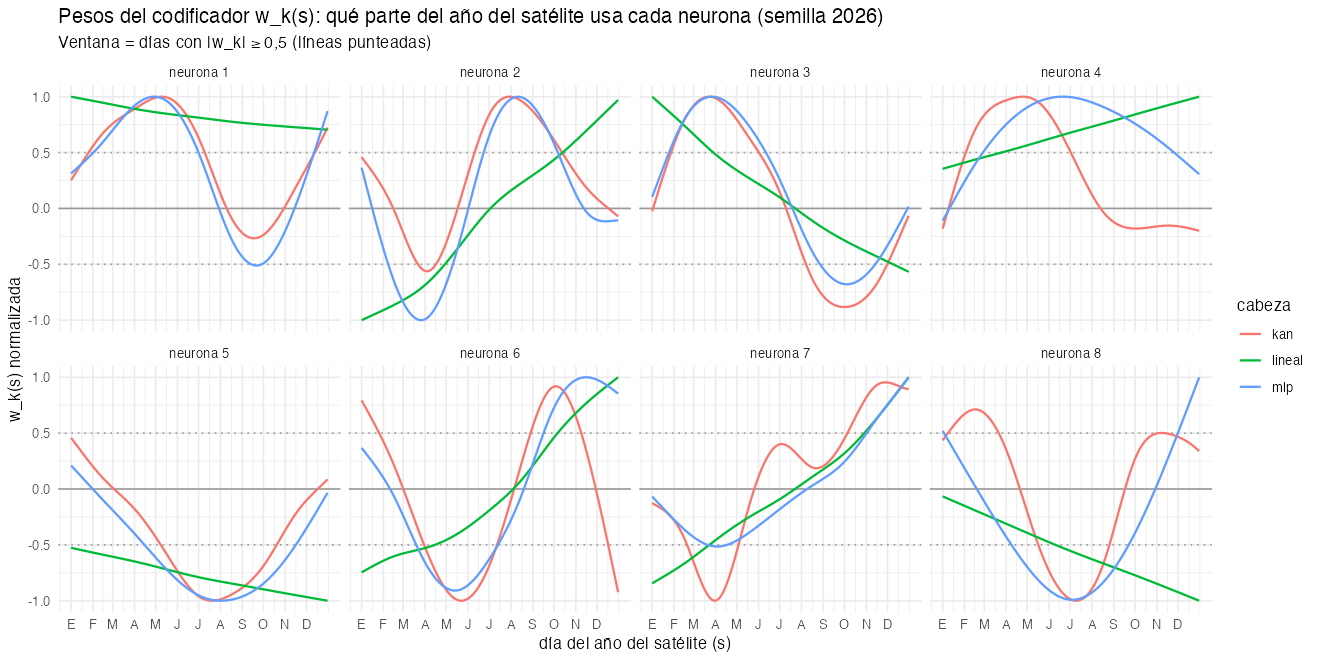 Pesos del codificador w_k(s): qué parte del año del satélite usa cada neurona (semilla 2026)
Ventana = días con |w_k| ≥ 0,5 (líneas punteadas)
neurona 1
neurona 2
neurona 3
neurona 4
1.0
0.5
0.0
-0.5
-1.0
neurona 5
neurona 6
neurona 7
neurona 8
1.0
0.5
0.0
-0.5
-1.0
E F M A M J J A S O N D
E F M A M J J A S O N D
E F M A M J J A S O N D
E F M A M J J A S O N D
día del año del satélite (s)
w_k(s) normalizada
cabeza
kan
lineal
mlp